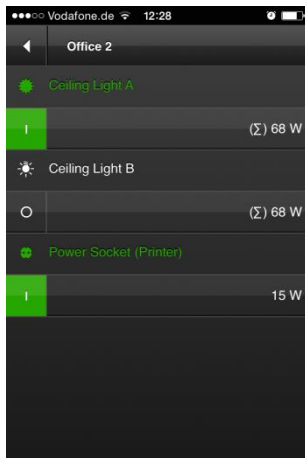 Vodafone.de 12:28
Office 2
Ceiling Light A
I (Σ) 68 W
Ceiling Light B
O (Σ) 68 W
Power Socket (Printer)
I 15 W